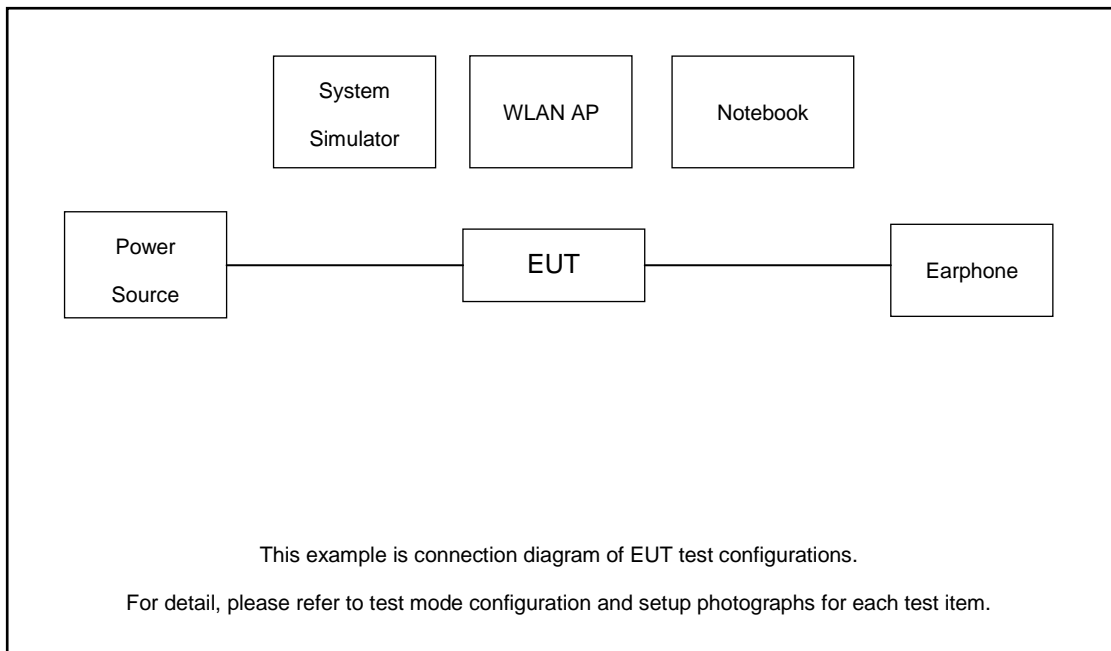 System
Simulator
WLAN AP
Notebook
Power
Source
EUT
Earphone
This example is connection diagram of EUT test configurations.
For detail, please refer to test mode configuration and setup photographs for each test item.